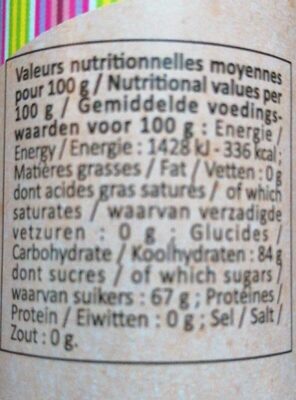 Valeurs nutritionnelles moyennes
pour 100 g / Nutritional values per
100 g / Gemiddelde voedings-
waarden voor 100 g : Energie /
Energy / Energie : 1428 kJ - 336 kcal ;
Matières grasses / Fat / Vetten : 0 g
dont acides gras saturés / of which
saturates / waarvan verzadigde
vetzuren : 0 g ; Glucides /
Carbohydrate / Koolhydraten : 84 g
dont sucres / of which sugars /
waarvan suikers : 67 g ; Protéines /
Protein / Eiwitten : 0 g ; Sel / Salt /
Zout : 0 g.